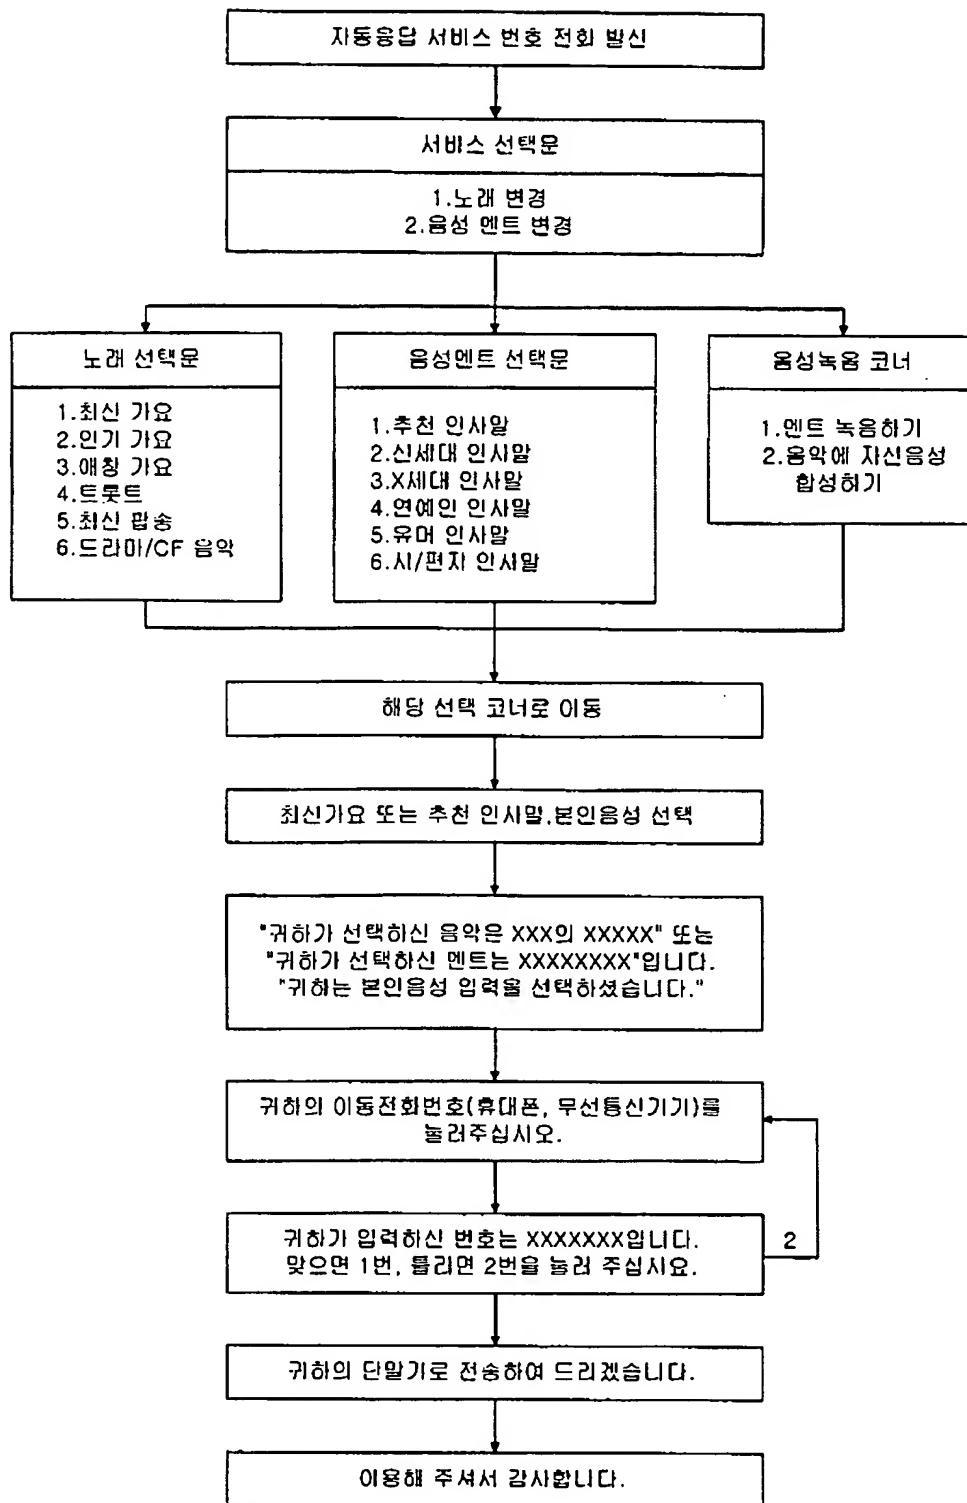 자동응답 서비스 번호 전화 발신
서비스 선택문
1.노래 변경
2.음성 멘트 변경
노래 선택문
1.최신 가요
2.인기 가요
3.애창 가요
4.트롯트
5.최신 팝송
6.드라마/CF 음악
음성멘트 선택문
1.추천 인사말
2.신세대 인사말
3.X세대 인사말
4.연예인 인사말
5.유머 인사말
6.시/편지 인사말
음성녹음 코너
1.멘트 녹음하기
2.음악에 자신음성
합성하기
해당 선택 코너로 이동
최신가요 또는 추천 인사말,본인음성 선택
"귀하가 선택하신 음악은 XXX의 XXXXX" 또는
"귀하가 선택하신 멘트는 XXXXXXXX"입니다.
"귀하는 본인음성 입력을 선택하셨습니다."
귀하의 이동전화번호(휴대폰, 무선통신기기)를
눌러주십시오.
귀하가 입력하신 번호는 XXXXXXX입니다.
맞으면 1번, 틀리면 2번을 눌러 주십시요.
2
귀하의 단말기로 전송하여 드리겠습니다.
이용해 주셔서 감사합니다.